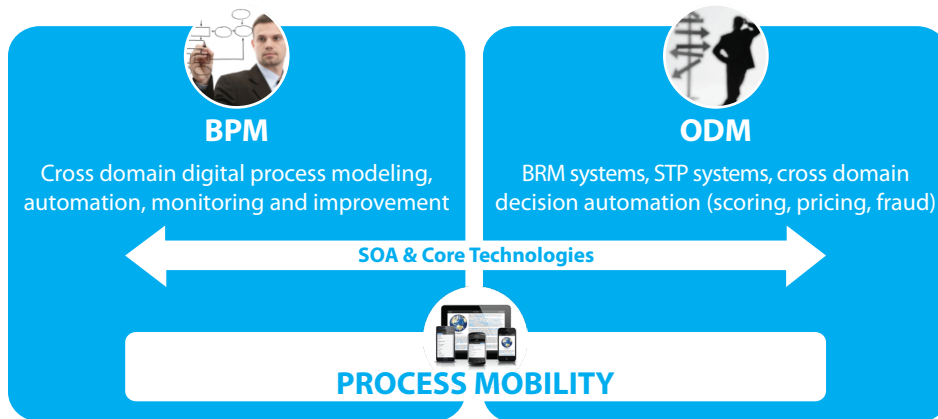 BPM
Cross domain digital process modeling,
automation, monitoring and improvement
ODM
BRM systems, STP systems, cross domain
decision automation (scoring, pricing, fraud)
SOA & Core Technologies
PROCESS MOBILITY